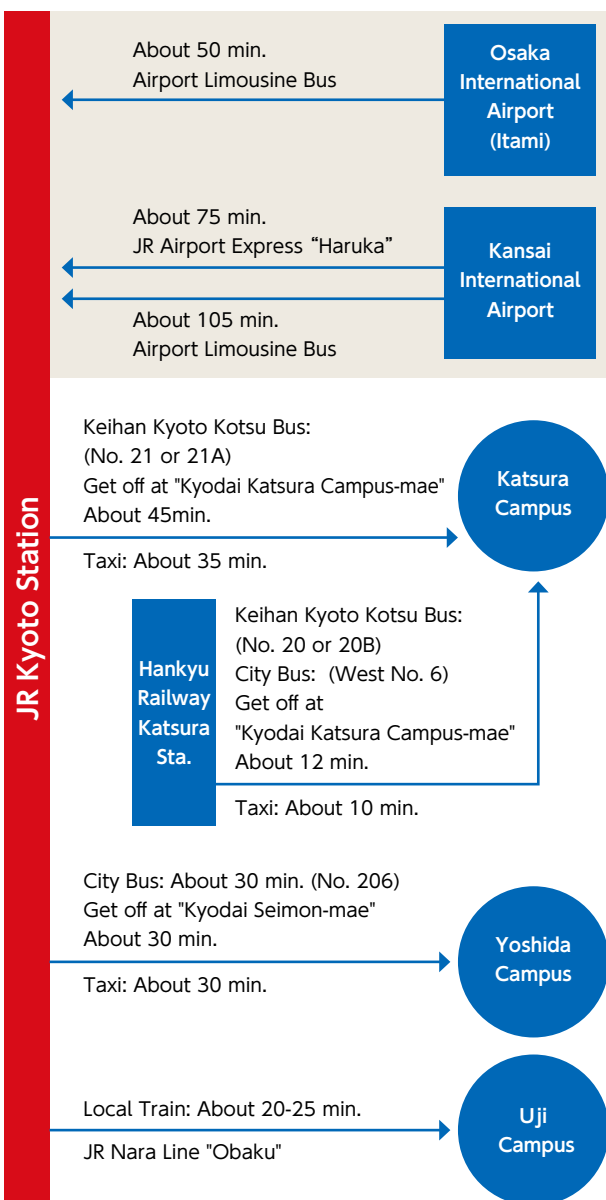 JR Kyoto Station
About 50 min.
Airport Limousine Bus
Osaka
International
Airport
(Itami)
About 75 min.
JR Airport Express “Haruka”
Kansai
International
Airport
About 105 min.
Airport Limousine Bus
Keihan Kyoto Kotsu Bus:
(No. 21 or 21A)
Get off at "Kyodai Katsura Campus-mae"
About 45min.
Taxi: About 35 min.
Katsura
Campus
Hankyu
Railway
Katsura
Sta.
Keihan Kyoto Kotsu Bus:
(No. 20 or 20B)
City Bus: (West No. 6)
Get off at
"Kyodai Katsura Campus-mae"
About 12 min.
Taxi: About 10 min.
City Bus: About 30 min. (No. 206)
Get off at "Kyodai Seimon-mae"
About 30 min.
Taxi: About 30 min.
Yoshida
Campus
Local Train: About 20-25 min.
JR Nara Line "Obaku"
Uji
Campus